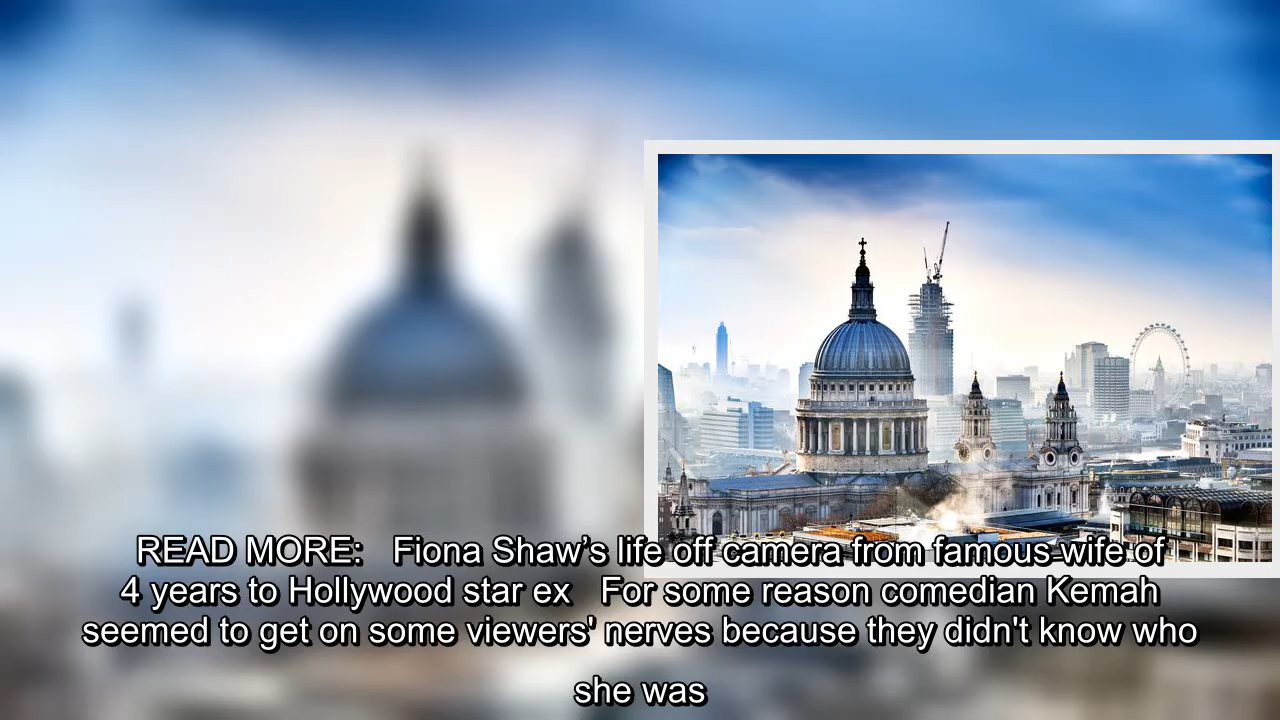 READ MORE: Fiona Shaw’s life off camera from famous wife of
4 years to Hollywood star ex For some reason comedian Kemah
seemed to get on some viewers' nerves because they didn't know who
she was